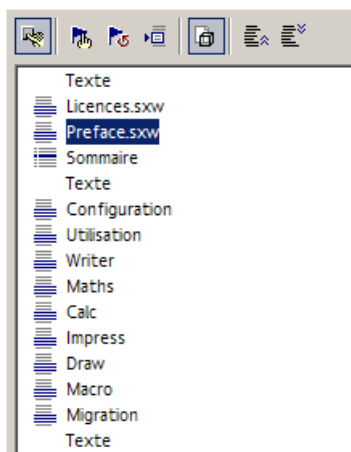 Texte
Licences.sxw
Preface.sxw
Sommaire
Texte
Configuration
Utilisation
Writer
Maths
Calc
Impress
Draw
Macro
Migration
Texte